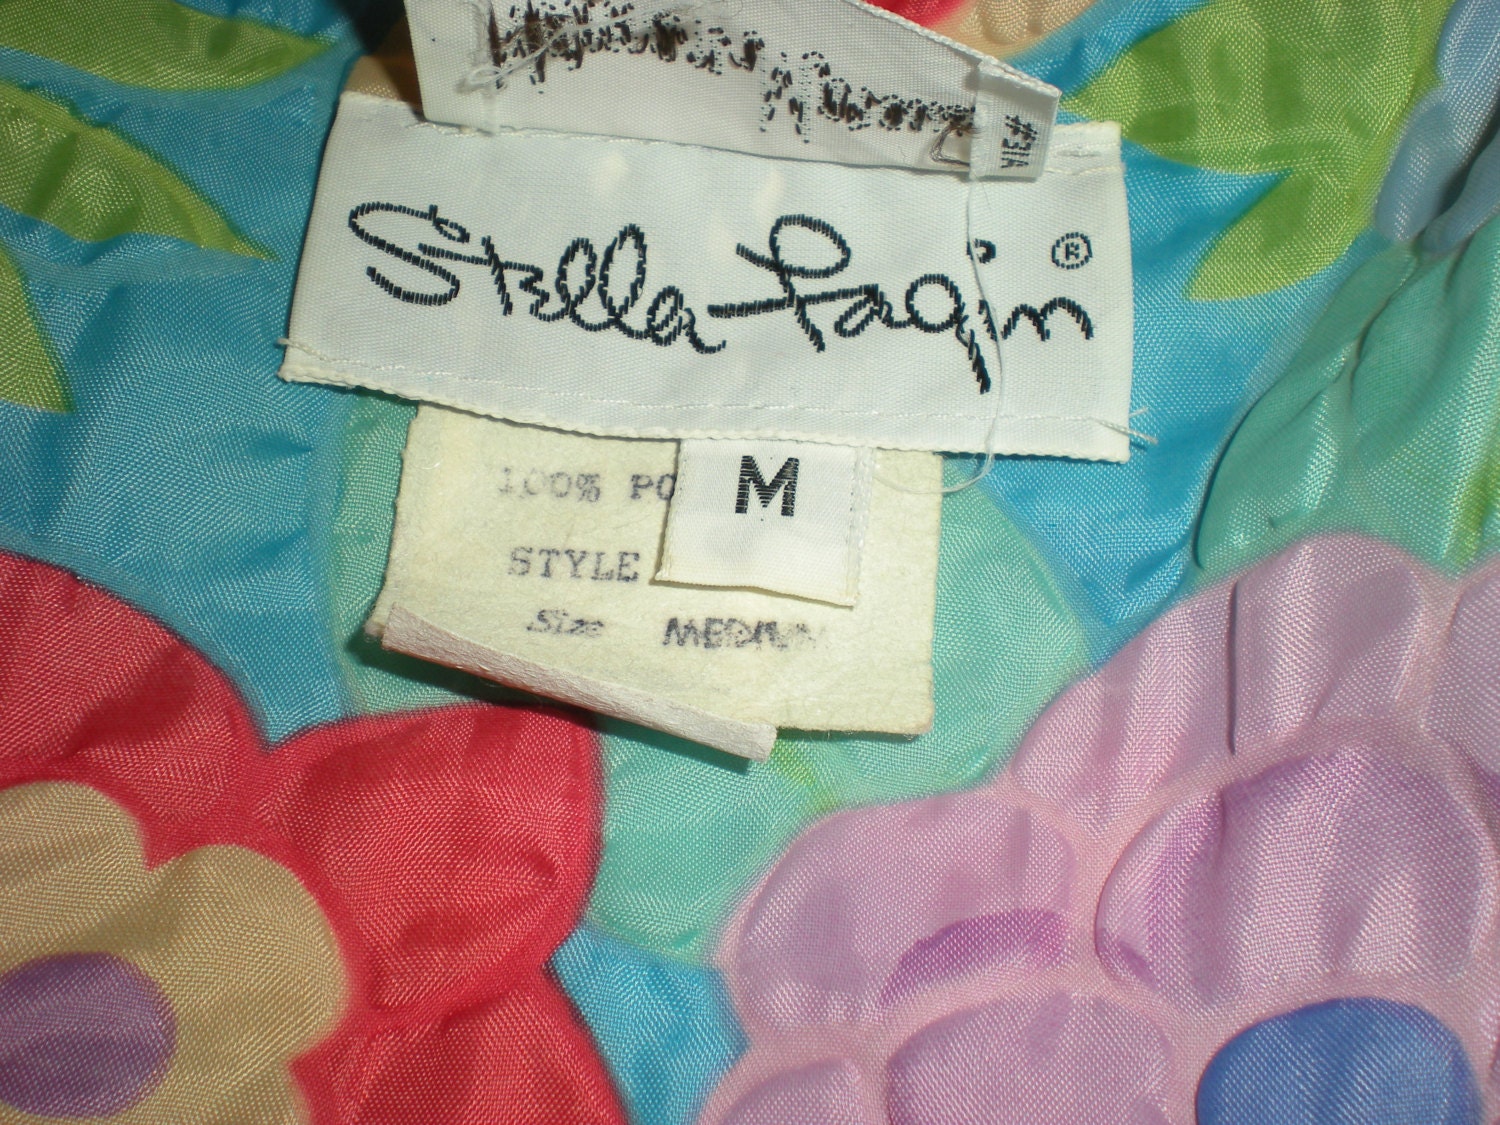 Stella Fagin ®
M
100% PO
STYLE
Size MEDIUM